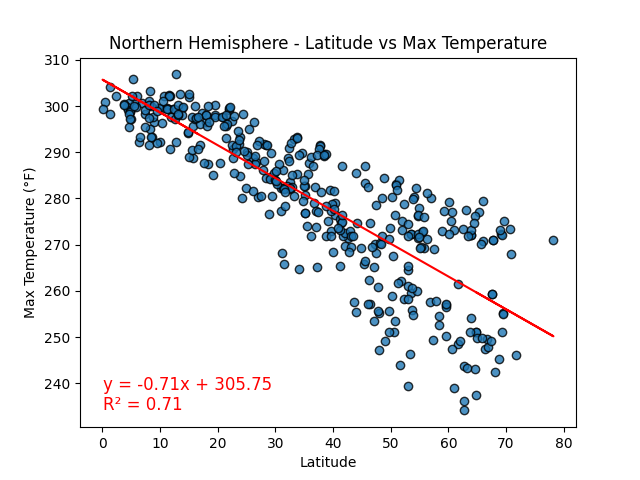 Northern Hemisphere - Latitude vs Max Temperature
310
300
290
280
270
260
250
240
Max Temperature (°F)
y = -0.71x + 305.75
R² = 0.71
0 10 20 30 40 50 60 70 80
Latitude